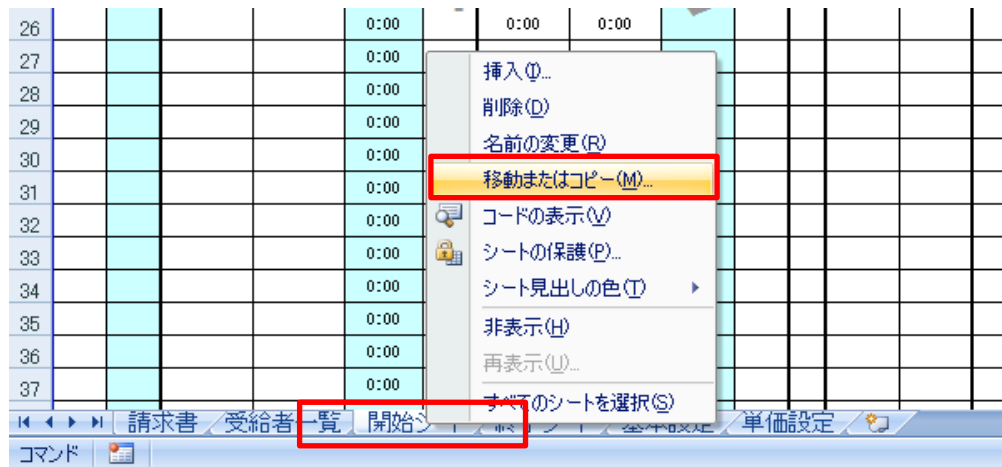 26 0:00 0:00 0:00
27 0:00
28 0:00
29 0:00
30 0:00
31 0:00
32 0:00
33 0:00
34 0:00
35 0:00
36 0:00
37 0:00
挿入(I)...
削除(D)
名前の変更(R)
移動またはコピー(M)...
コードの表示(V)
シートの保護(P)...
シート見出しの色(T)
非表示(H)
再表示(U)...
すべてのシートを選択(S)
請求書 受給者一覧 開始 単価設定
コマンド